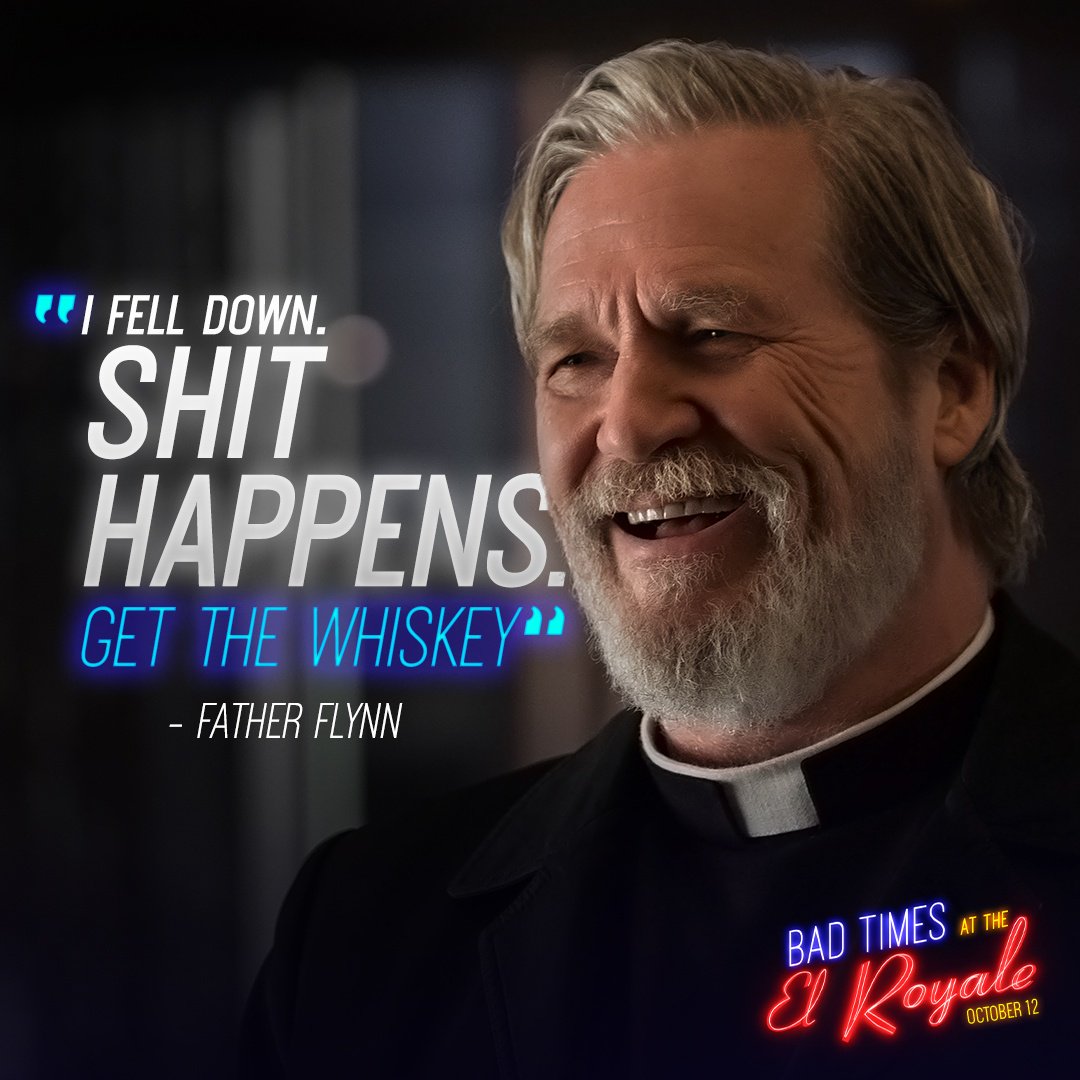 "I FELL DOWN.
SHIT
HAPPENS.
GET THE WHISKEY"
- FATHER FLYNN
BAD TIMES AT THE
El Royale
OCTOBER 12